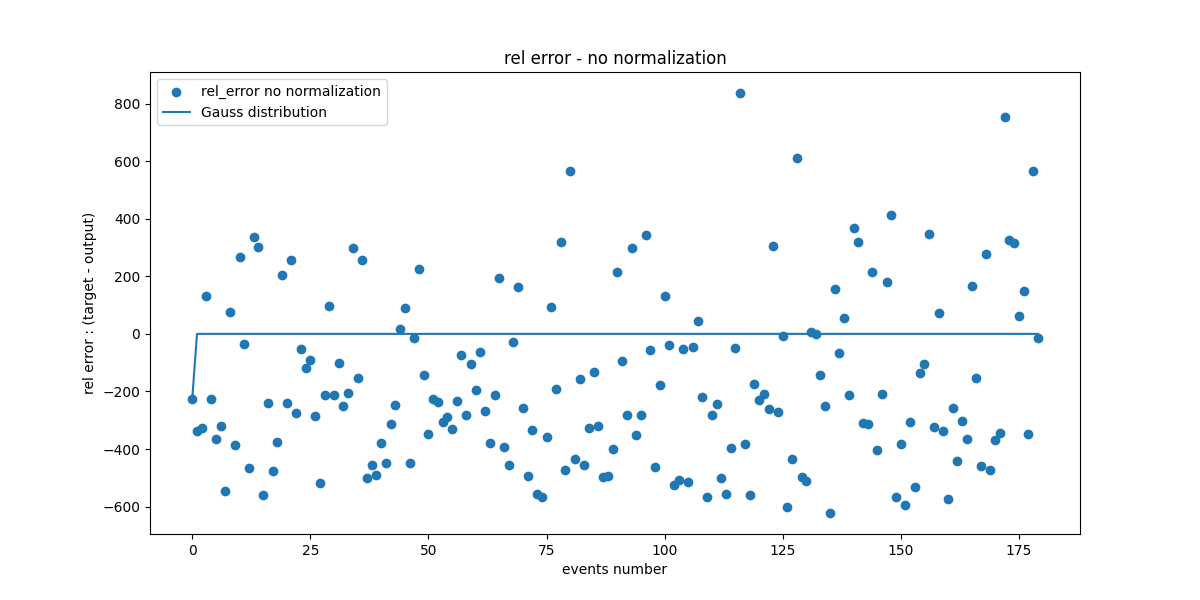 rel error - no normalization
rel_error no normalization
Gauss distribution
rel error : (target - output)
800
600
400
200
0
−200
−400
−600
0 25 50 75 100 125 150 175
events number